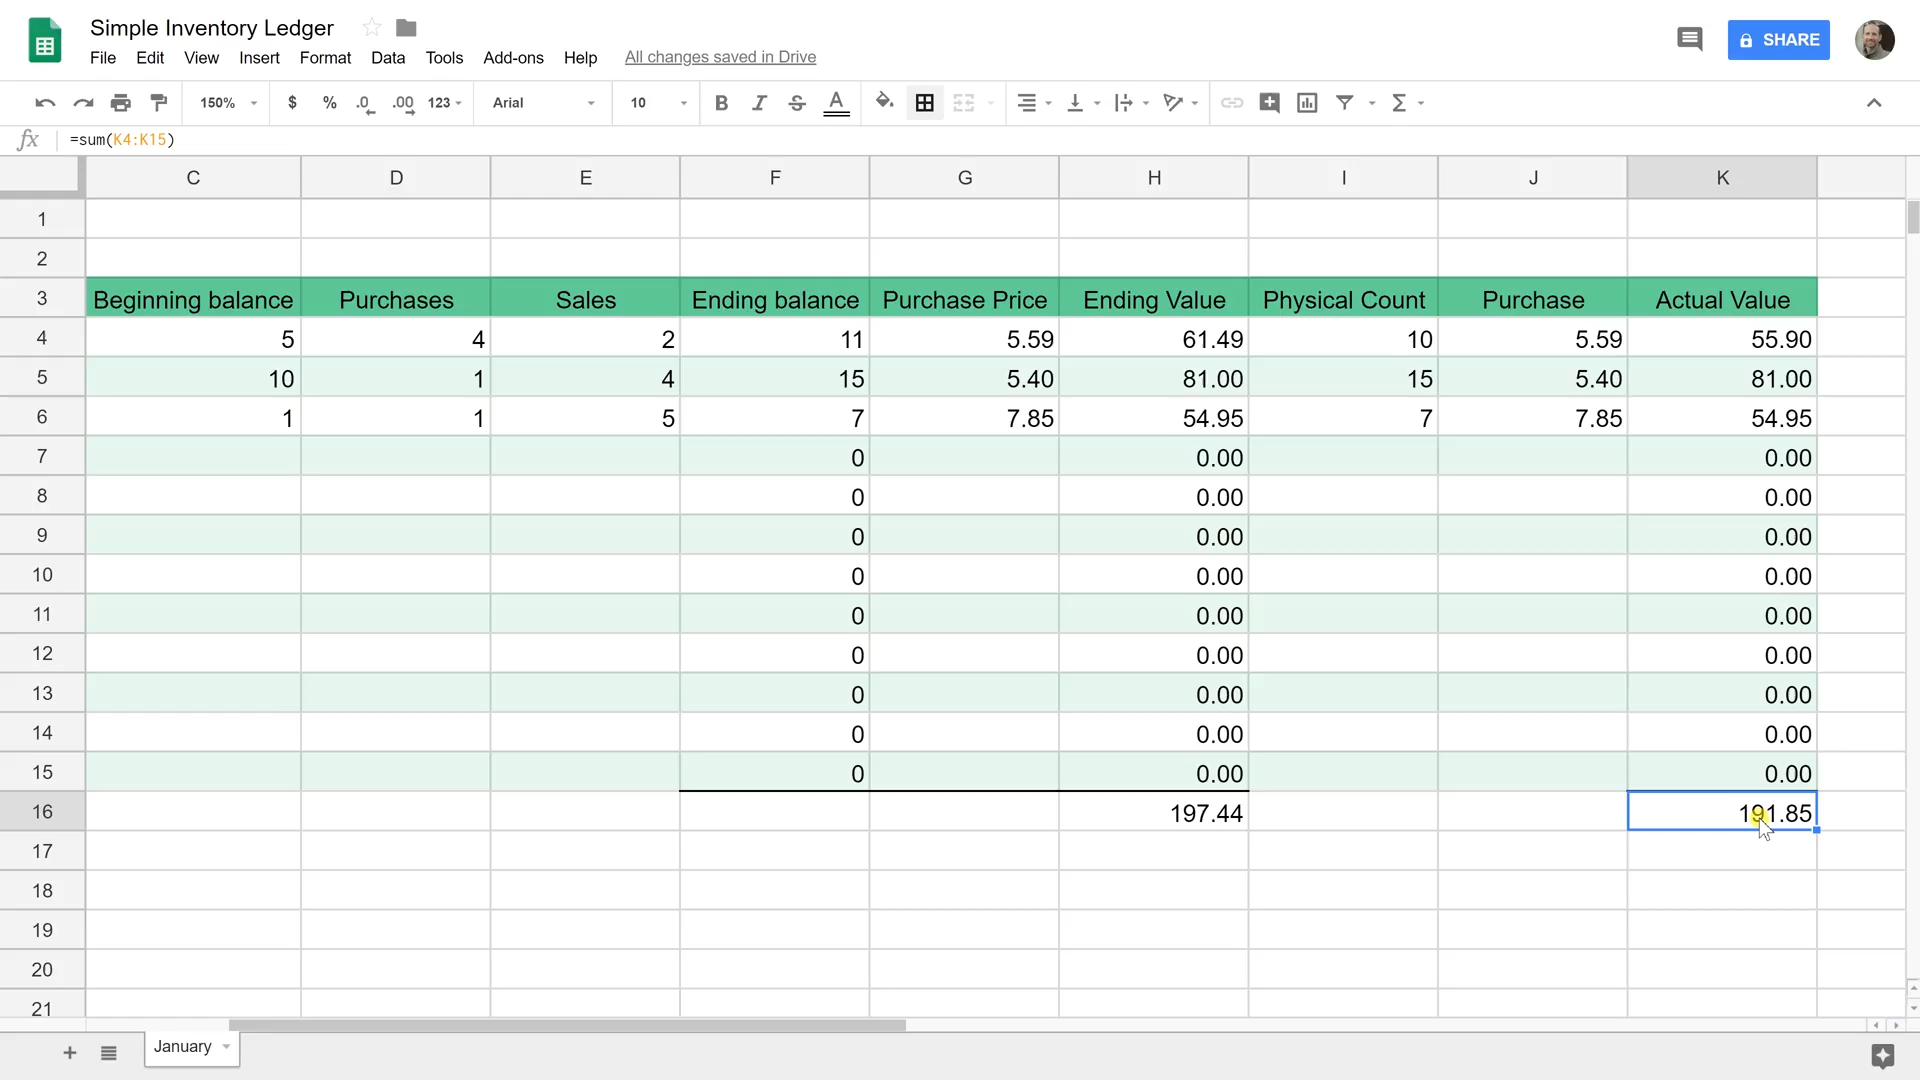 Simple Inventory Ledger
File Edit View Insert Format Data Tools Add-ons Help All changes saved in Drive
SHARE
150% $ % .0 .00 123 Arial 10 B I S A Σ
fx =sum(K4:K15)
C D E F G H I J K
1
2
3 Beginning balance Purchases Sales Ending balance Purchase Price Ending Value Physical Count Purchase Actual Value
4 5 4 2 11 5.59 61.49 10 5.59 55.90
5 10 1 4 15 5.40 81.00 15 5.40 81.00
6 1 1 5 7 7.85 54.95 7 7.85 54.95
7 0 0.00 0.00
8 0 0.00 0.00
9 0 0.00 0.00
10 0 0.00 0.00
11 0 0.00 0.00
12 0 0.00 0.00
13 0 0.00 0.00
14 0 0.00 0.00
15 0 0.00 0.00
16 197.44 191.85
17
18
19
20
21
January